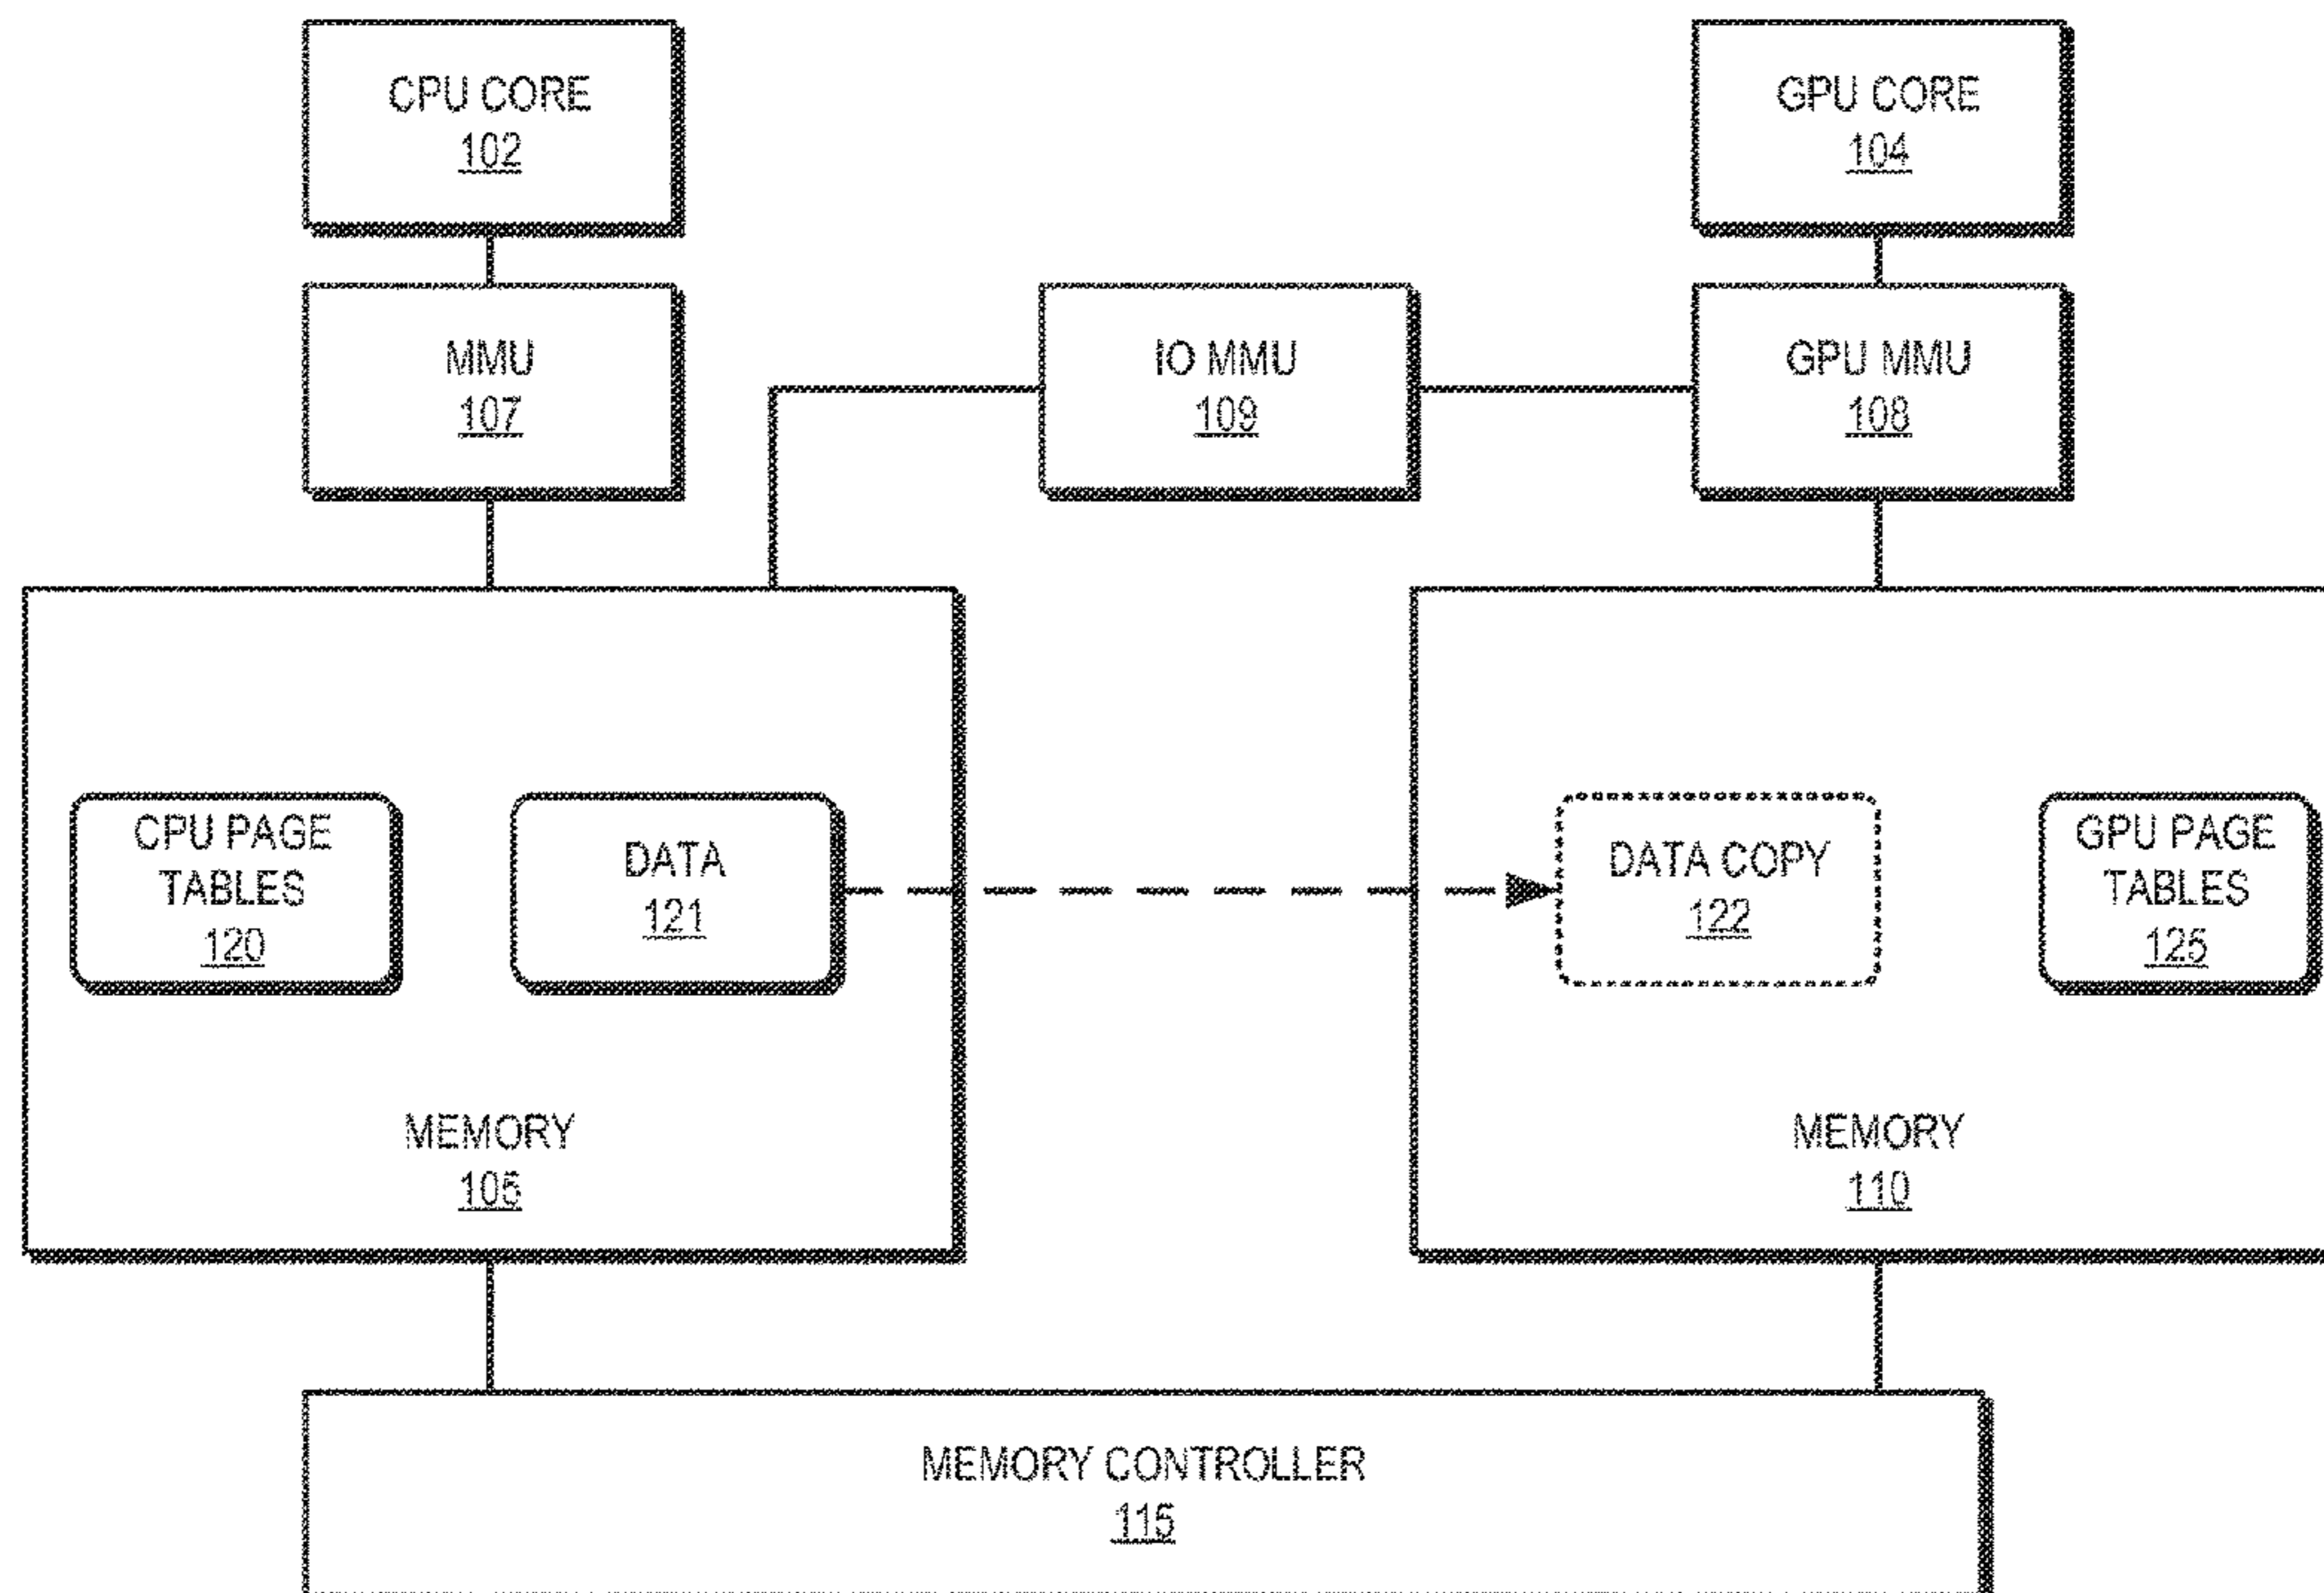 CPU CORE
102
GPU CORE
104
MMU
107
IO MMU
109
GPU MMU
108
CPU PAGE
TABLES
120
DATA
121
DATA COPY
122
GPU PAGE
TABLES
125
MEMORY
105
MEMORY
110
MEMORY CONTROLLER
115